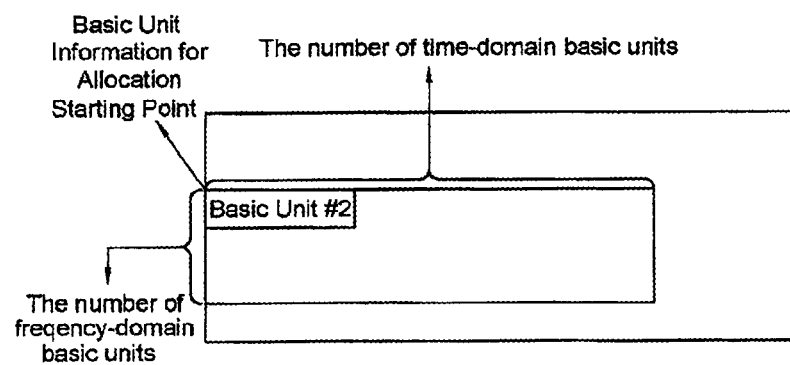 Basic Unit
Information for
Allocation
Starting Point
The number of time-domain basic units
Basic Unit #2
The number of
freqency-domain
basic units